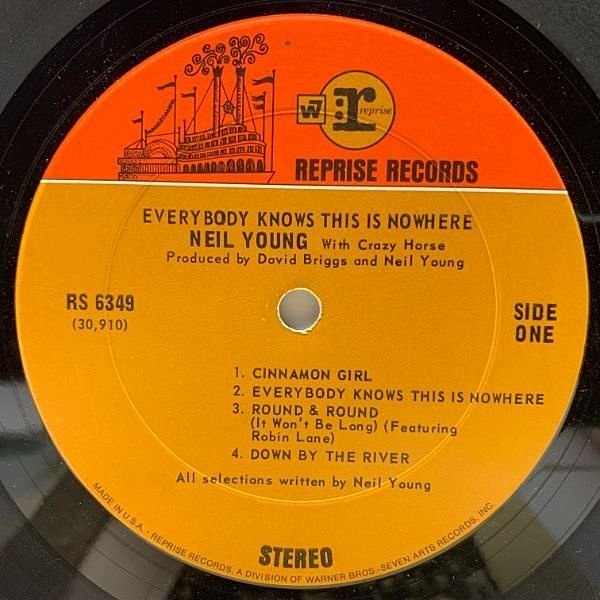 W7 r reprise
REPRISE RECORDS
EVERYBODY KNOWS THIS IS NOWHERE
NEIL YOUNG With Crazy Horse
Produced by David Briggs and Neil Young
RS 6349
(30,910)
SIDE
ONE
1. CINNAMON GIRL
2. EVERYBODY KNOWS THIS IS NOWHERE
3. ROUND & ROUND
(It Won't Be Long) (Featuring
Robin Lane)
4. DOWN BY THE RIVER
All selections written by Neil Young
STEREO
MADE IN U.S.A. - REPRISE RECORDS, A DIVISION OF WARNER BROS.-SEVEN ARTS RECORDS, INC.